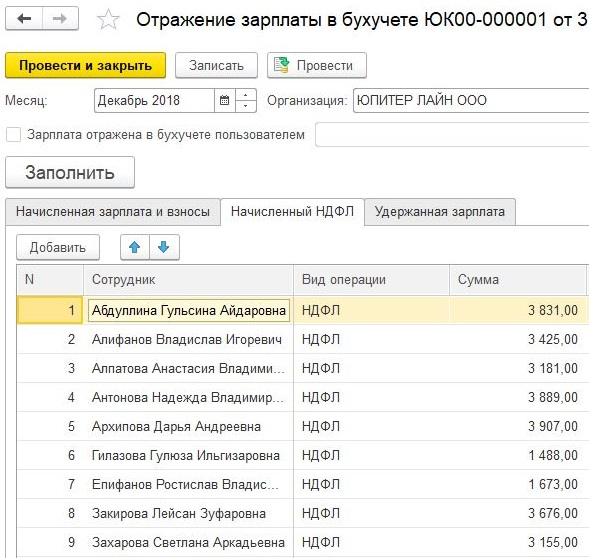 Отражение зарплаты в бухучете ЮК00-000001 от 3
Провести и закрыть Записать Провести
Месяц: Декабрь 2018 Организация: ЮПИТЕР ЛАЙН ООО
Зарплата отражена в бухучете пользователем
Заполнить
Начисленная зарплата и взносы Начисленный НДФЛ Удержанная зарплата
Добавить
N Сотрудник Вид операции Сумма
1 Абдуллина Гульсина Айдаровна НДФЛ 3 831,00
2 Алифанов Владислав Игоревич НДФЛ 3 425,00
3 Алпатова Анастасия Владими... НДФЛ 3 181,00
4 Антонова Надежда Владимир... НДФЛ 3 889,00
5 Архипова Дарья Андреевна НДФЛ 3 907,00
6 Гилазова Гулюза Ильгизаровна НДФЛ 1 488,00
7 Епифанов Ростислав Владис... НДФЛ 1 673,00
8 Закирова Лейсан Зуфаровна НДФЛ 3 676,00
9 Захарова Светлана Аркадьевна НДФЛ 3 155,00